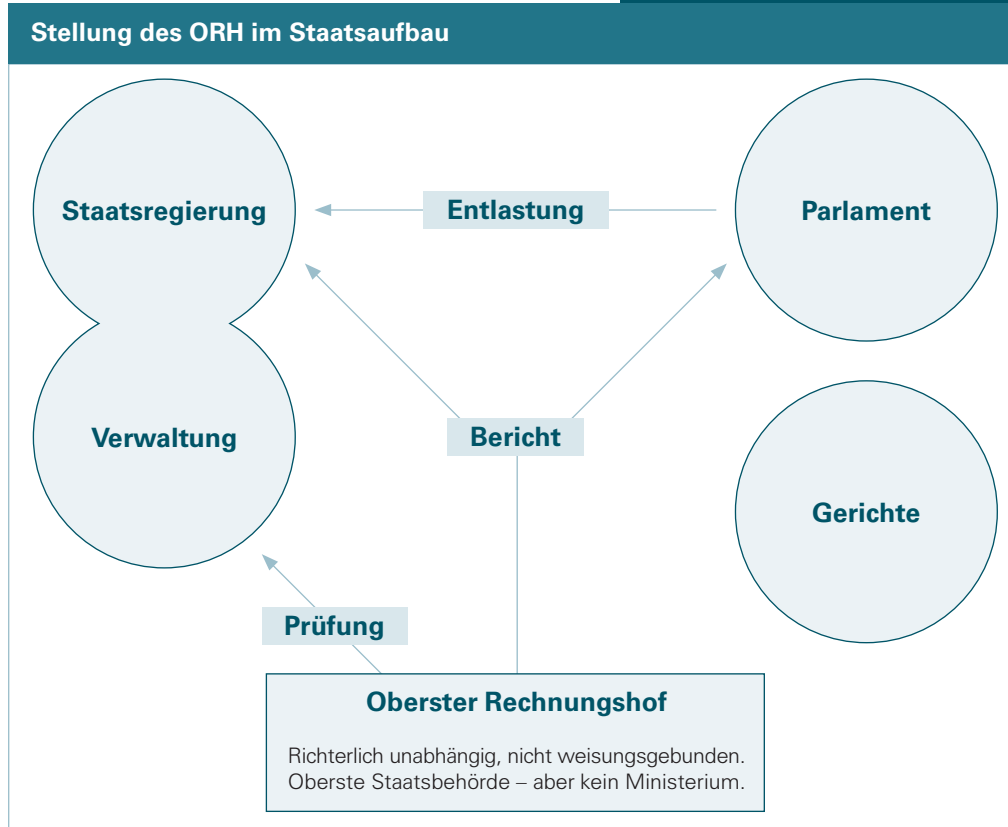 Stellung des ORH im Staatsaufbau
Staatsregierung
Entlastung
Parlament
Verwaltung
Bericht
Gerichte
Prüfung
Oberster Rechnungshof
Richterlich unabhängig, nicht weisungsgebunden.
Oberste Staatsbehörde – aber kein Ministerium.